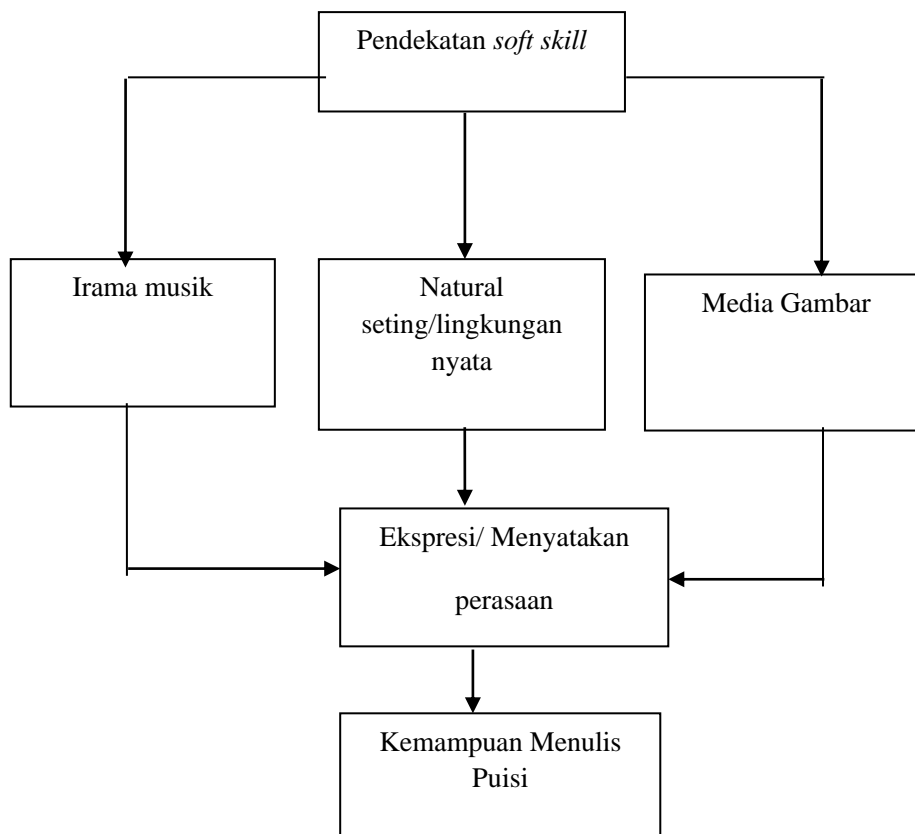 Pendekatan soft skill
Irama musik
Natural
seting/lingkungan
nyata
Media Gambar
Ekspresi/ Menyatakan
perasaan
Kemampuan Menulis
Puisi